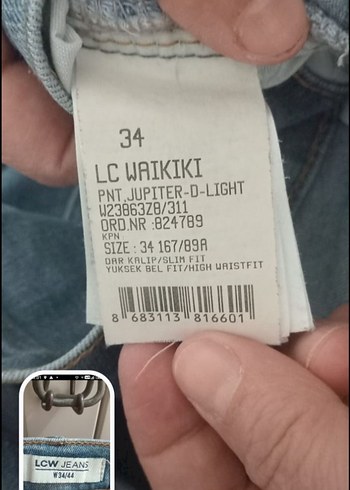 34
LC WAIKIKI
PNT.JUPITER-D-LIGHT
W23863Z8/311
ORD.NR :824789
KPN
SIZE : 34 167/89A
DAR KALIP/SLIM FIT
YUKSEK BEL FIT/HIGH WAISTFIT
8 683113 816601
LCW JEANS
W34/44